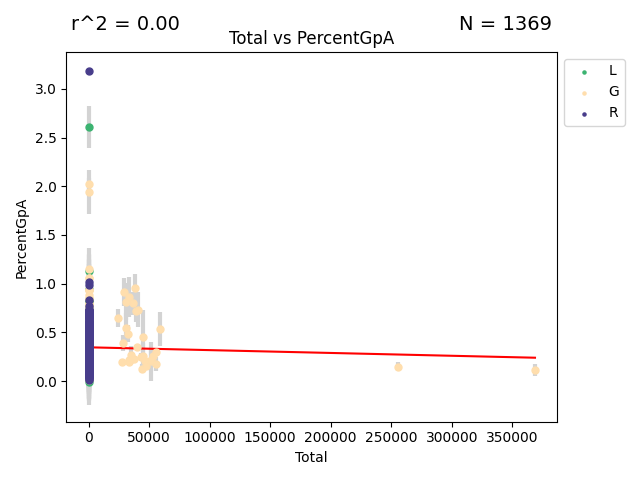 r^2 = 0.00
N = 1369
Total vs PercentGpA
L
G
R
3.0
2.5
2.0
1.5
1.0
0.5
0.0
PercentGpA
0 50000 100000 150000 200000 250000 300000 350000
Total